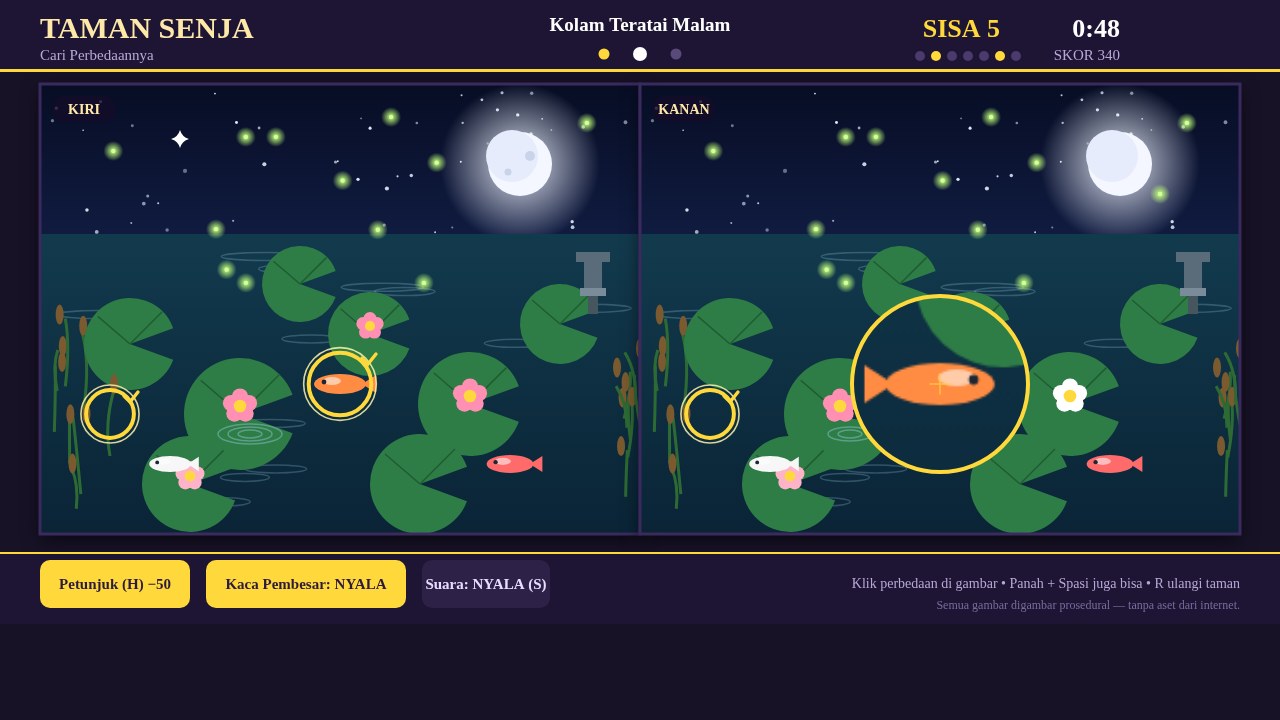 TAMAN SENJA
Cari Perbedaannya
Kolam Teratai Malam
SISA 5
0:48
SKOR 340
KIRI
KANAN
Petunjuk (H) −50
Kaca Pembesar: NYALA
Suara: NYALA (S)
Klik perbedaan di gambar • Panah + Spasi juga bisa • R ulangi taman
Semua gambar digambar prosedural — tanpa aset dari internet.